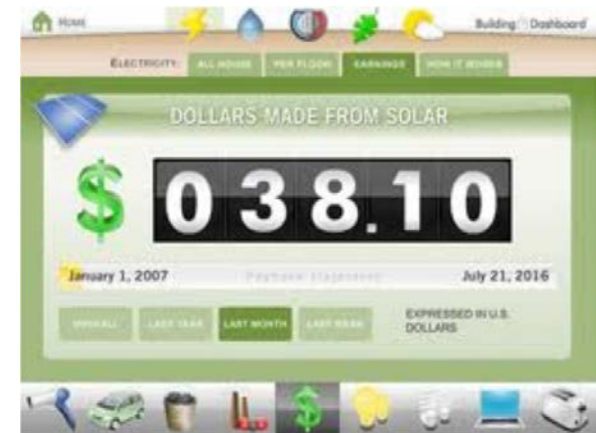 HOME
Building Dashboard
ELECTRICITY:
ALL HOUSE
PER FLOOR
EARNINGS
HOW IT WORKS
DOLLARS MADE FROM SOLAR
$ 038.10
January 1, 2007
July 21, 2016
OVERALL
LAST YEAR
LAST MONTH
LAST WEEK
EXPRESSED IN U.S.
DOLLARS
$